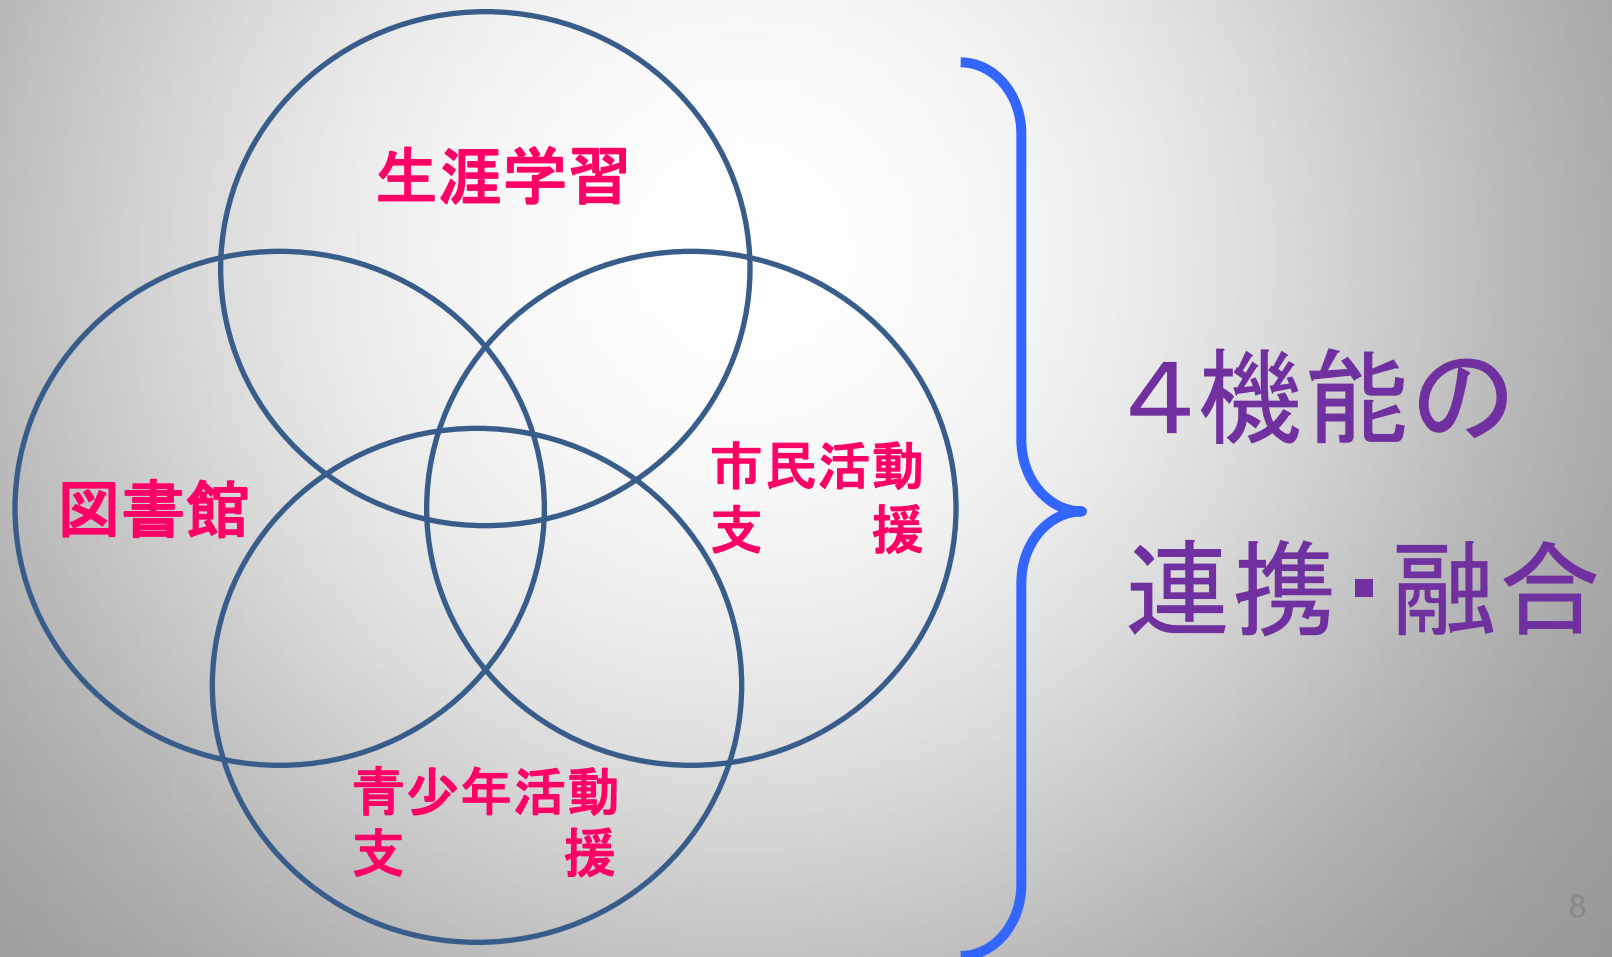 生涯学習
図書館
市民活動
支　　援
青少年活動
支　　　援
4機能の
連携・融合
8